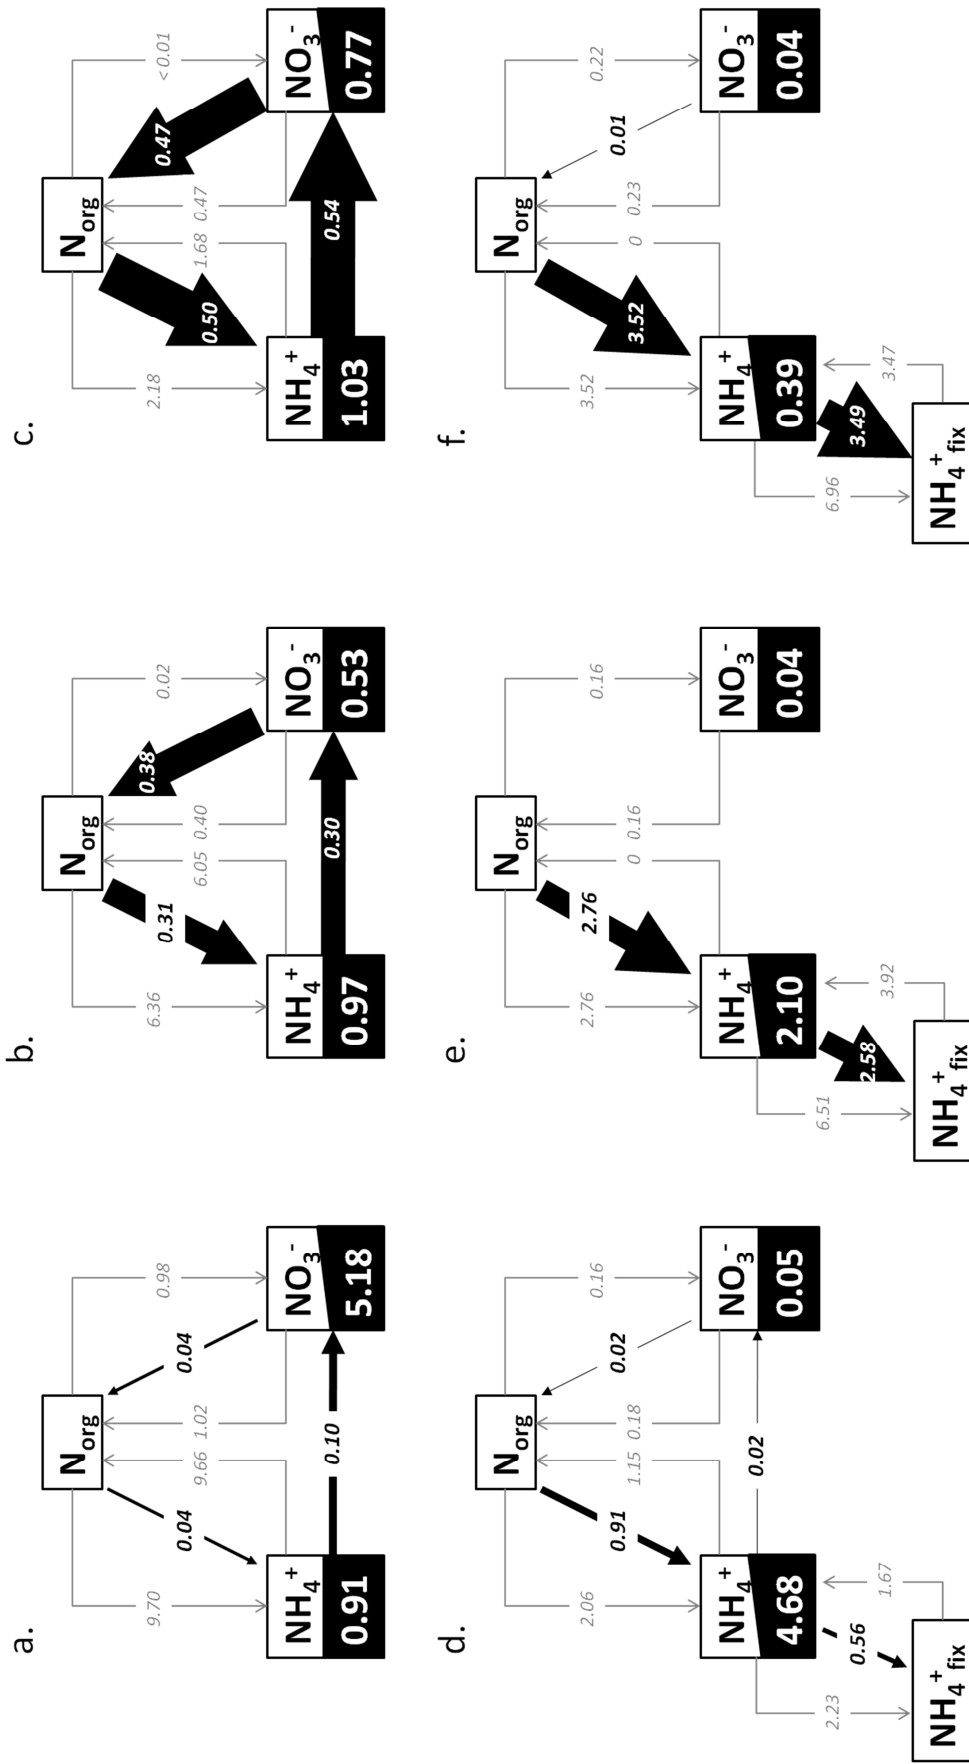 a.
N org
9.70
0.04
9.66
1.02
0.04
0.98
NH4+
0.91
0.10
NO3-
5.18
b.
N org
6.36
0.31
6.05
0.40
0.38
0.02
NH4+
0.97
0.30
NO3-
0.53
c.
N org
2.18
0.50
1.68
0.47
0.47
< 0.01
NH4+
1.03
0.54
NO3-
0.77
d.
N org
2.06
0.91
1.15
0.18
0.02
0.16
NH4+
4.68
0.02
NO3-
0.05
2.23
0.56
1.67
NH4+ fix
e.
N org
2.76
2.76
0
0.16
0.16
NH4+
2.10
NO3-
0.04
6.51
2.58
3.92
NH4+ fix
f.
N org
3.52
3.52
0
0.23
0.01
0.22
NH4+
0.39
NO3-
0.04
6.96
3.49
3.47
NH4+ fix